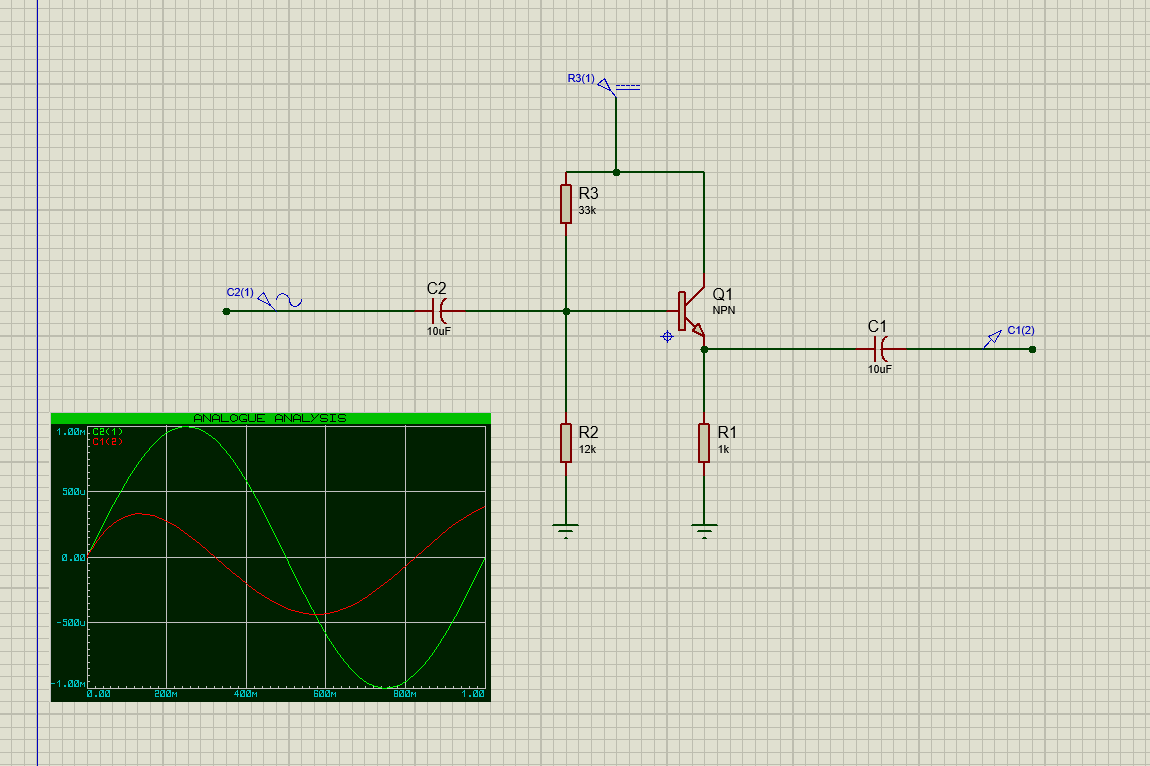 R3(1)
R3
33k
C2(1)
C2
10uF
Q1
NPN
C1
10uF
C1(2)
R2
12k
R1
1k
ANALOGUE ANALYSIS
1.00m
C2(1)
C1(2)
500u
0.00
-500u
-1.00m
0.00 200m 400m 600m 800m 1.00